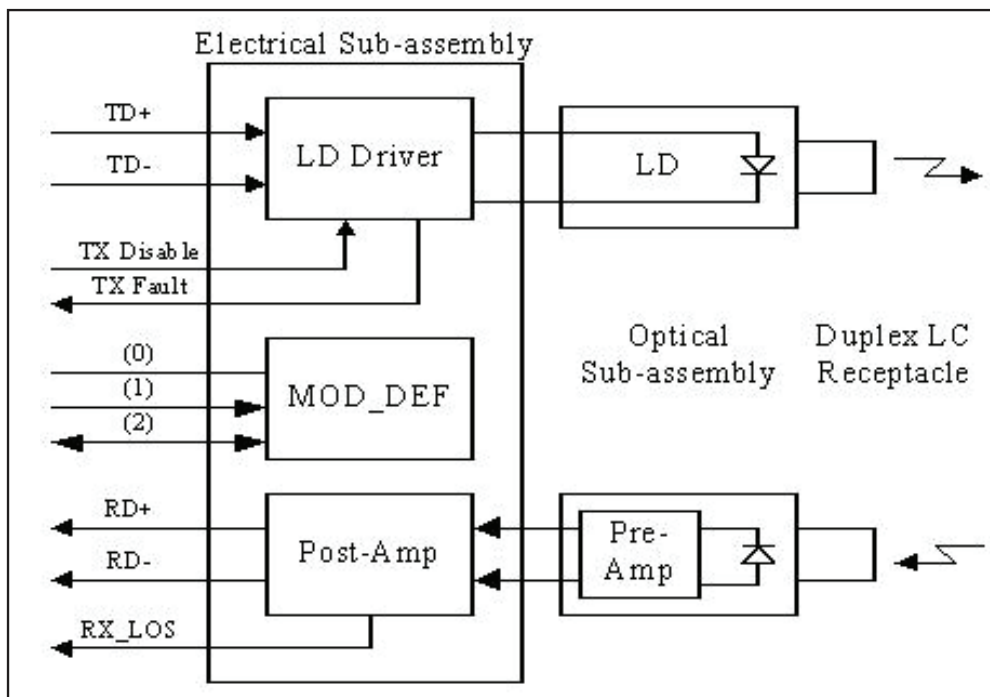 Electrical Sub-assembly
TD+
LD Driver
LD
TD-
TX Disable
TX Fault
(0)
(1)
(2)
MOD_DEF
Optical
Sub-assembly
Duplex LC
Receptacle
RD+
RD-
Post-Amp
Pre-
Amp
RX_LOS